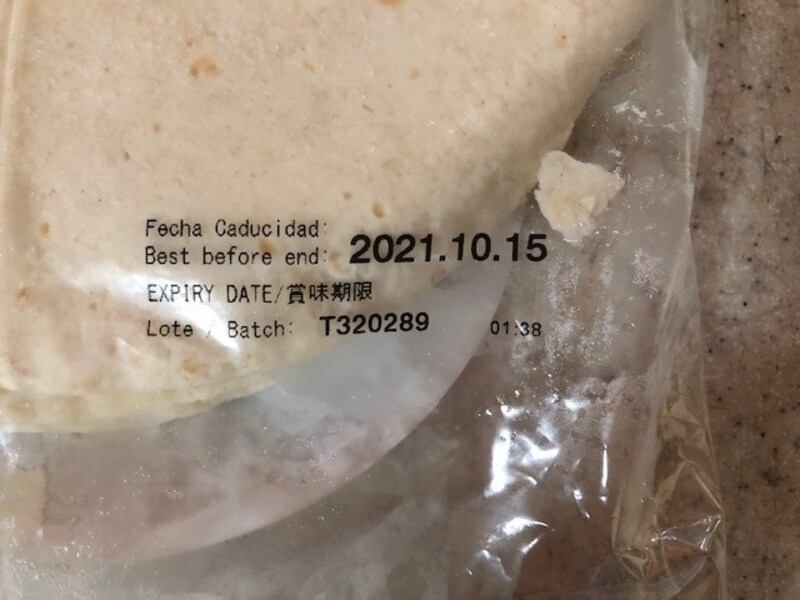 Fecha Caducidad:
Best before end: 2021.10.15
EXPIRY DATE/賞味期限
Lote / Batch: T320289 01:38